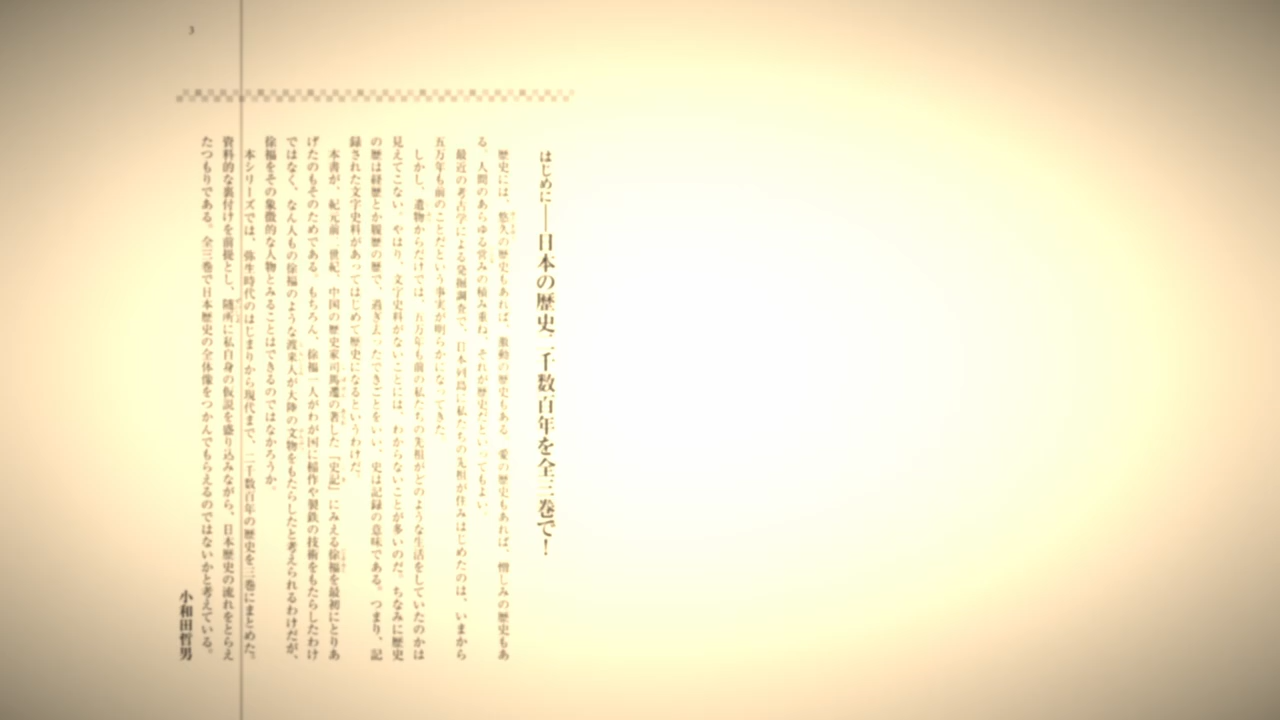 はじめに――日本の歴史二千数百年を全三巻で！
歴史には、悠久の歴史もあれば、激動の歴史もある。愛の歴史もあれば、憎しみの歴史もあ
る。人間のあらゆる営みの積み重ね、それが歴史だといってもよい。
最近の考古学による発掘調査で、日本列島に私たちの先祖が住みはじめたのは、いまから
五万年も前のことだという事実が明らかになってきた。
しかし、遺物からだけでは、五万年も前の私たちの先祖がどのような生活をしていたのかは
見えてこない。やはり、文字史料がないことには、わからないことが多いのだ。ちなみに歴史
の歴は経歴とか履歴の歴で、過ぎ去ったできごとをいい、史は記録の意味である。つまり、記
録された文字史料があってはじめて歴史になるというわけだ。
本書が、紀元前一世紀、中国の歴史家司馬遷の著した『史記』にみえる徐福を最初にとりあ
げたのもそのためである。もちろん、徐福一人がわが国に稲作や製鉄の技術をもたらしたわけ
ではなく、なん人もの徐福のような渡来人が大陸の文物をもたらしたと考えられるわけだが、
徐福をその象徴的な人物とみることはできるのではなかろうか。
本シリーズでは、弥生時代のはじまりから現代まで、二千数百年の歴史を三巻にまとめた。
資料的な裏付けを前提とし、随所に私自身の仮説を盛り込みながら、日本歴史の流れをとらえ
たつもりである。全三巻で日本歴史の全体像をつかんでもらえるのではないかと考えている。
小和田哲男
3